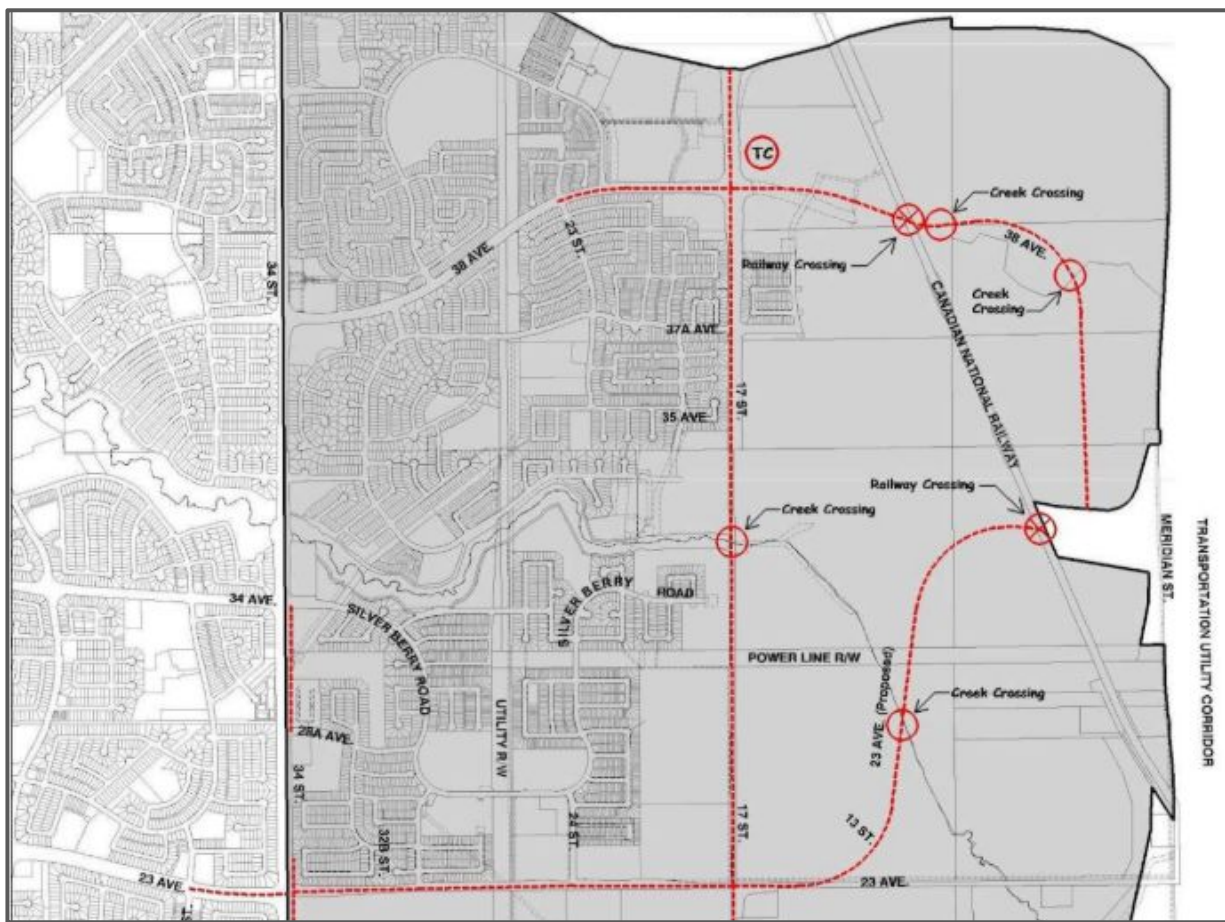 TC
Creek Crossing
34 ST.
23 ST.
38 AVE.
Railway Crossing
38 AVE.
Creek
Crossing
CANADIAN NATIONAL RAILWAY
37A AVE.
17 ST.
35 AVE.
Railway Crossing
Creek Crossing
MERIDIAN ST.
TRANSPORTATION UTILITY CORRIDOR
34 AVE.
SILVER BERRY ROAD
SILVER BERRY
ROAD
POWER LINE R/W
23 AVE (Proposed)
Creek Crossing
UTILITY R/W
28A AVE.
34 ST.
32B ST.
24 ST.
17 ST.
13 ST.
23 AVE.
23 AVE.